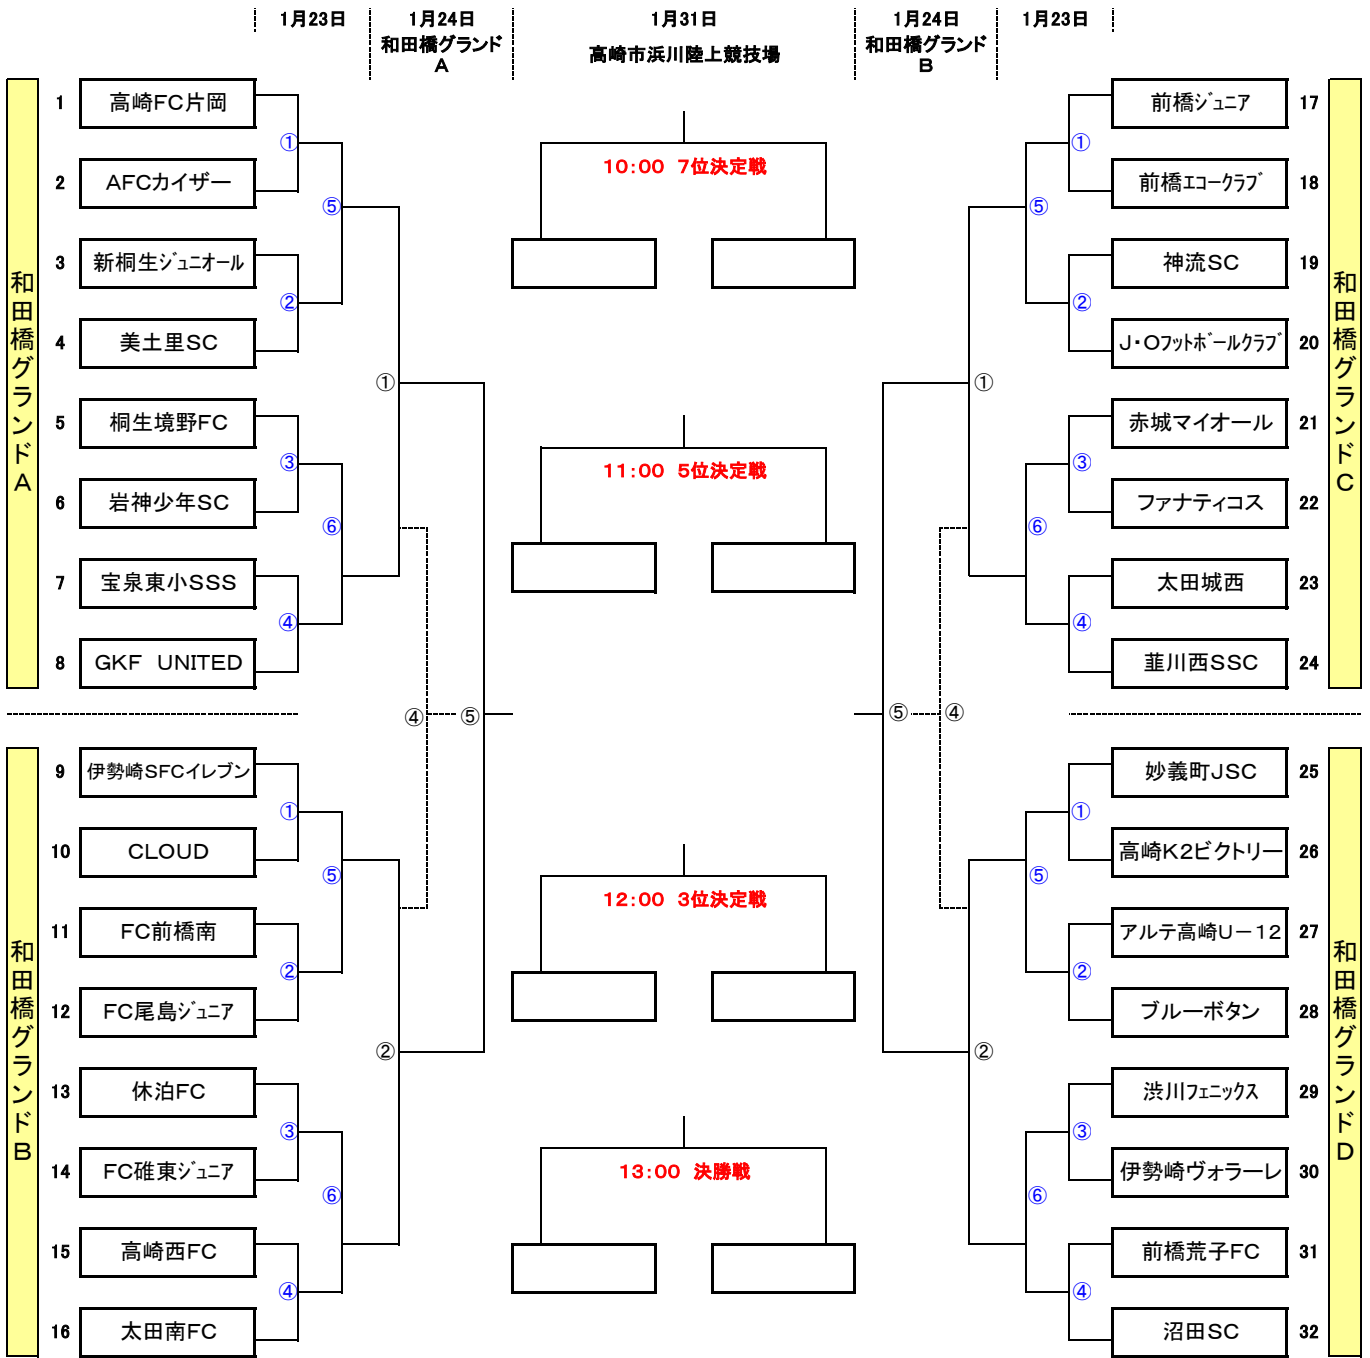 1月23日
1月24日
和田橋グランド
A
1月31日
高崎市浜川陸上競技場
1月24日
和田橋グランド
B
1月23日
和田橋グランドA
1 高崎FC片岡
①
2 AFCカイザー
⑤
3 新桐生ジュニオール
②
4 美土里SC
①
5 桐生境野FC
③
6 岩神少年SC
⑥
7 宝泉東小SSS
④
8 GKF UNITED
④ ⑤
和田橋グランドB
9 伊勢崎SFCイレブン
①
10 CLOUD
⑤
11 FC前橋南
②
12 FC尾島ジュニア
②
13 休泊FC
③
14 FC碓東ジュニア
⑥
15 高崎西FC
④
16 太田南FC
10:00 7位決定戦
11:00 5位決定戦
12:00 3位決定戦
13:00 決勝戦
和田橋グランドC
前橋ジュニア 17
①
前橋エコークラブ 18
⑤
神流SC 19
②
J・Oフットボールクラブ 20
①
赤城マイオール 21
③
ファナティコス 22
⑥
太田城西 23
④
韮川西SSC 24
⑤ ④
和田橋グランドD
妙義町JSC 25
①
高崎K2ビクトリー 26
⑤
アルテ高崎U-12 27
②
ブルーボタン 28
②
渋川フェニックス 29
③
伊勢崎ヴォラーレ 30
⑥
前橋荒子FC 31
④
沼田SC 32